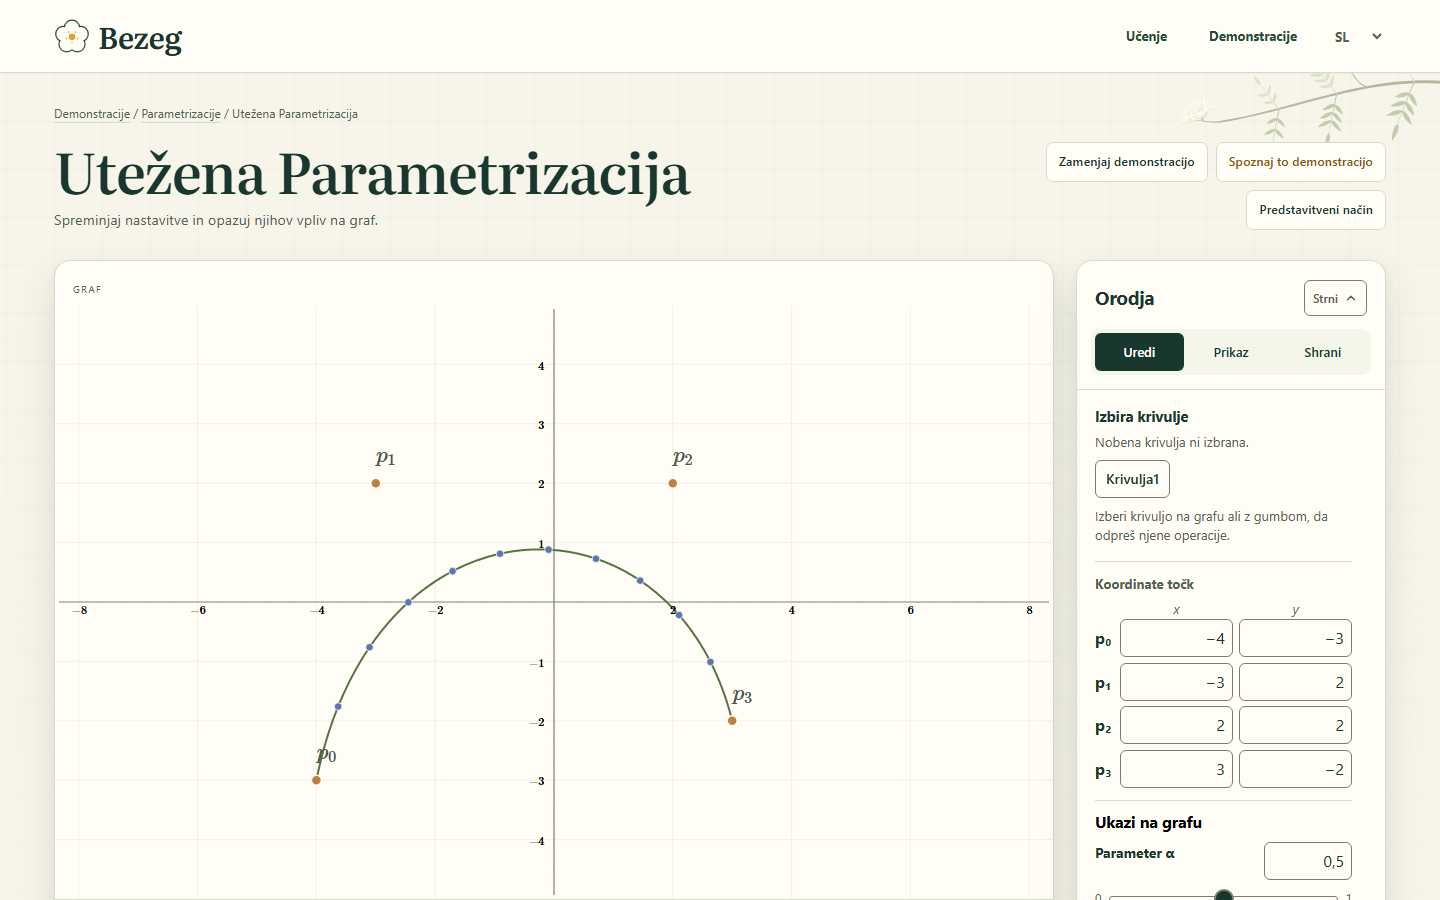 Bezeg
Učenje
Demonstracije
SL
Demonstracije / Parametrizacije / Utežena Parametrizacija
Utežena Parametrizacija
Spreminjaj nastavitve in opazuj njihov vpliv na graf.
Zamenjaj demonstracijo
Spoznaj to demonstracijo
Predstavitveni način
GRAF
4
3
p1
p2
2
1
−8
−6
−4
−2
2
4
6
8
−1
p3
−2
p0
−3
−4
Orodja
Strni
Uredi
Prikaz
Shrani
Izbira krivulje
Nobena krivulja ni izbrana.
Krivulja1
Izberi krivuljo na grafu ali z gumbom, da
odpreš njene operacije.
Koordinate točk
x y
p₀ −4 −3
p₁ −3 2
p₂ 2 2
p₃ 3 −2
Ukazi na grafu
Parameter α 0,5
0 1